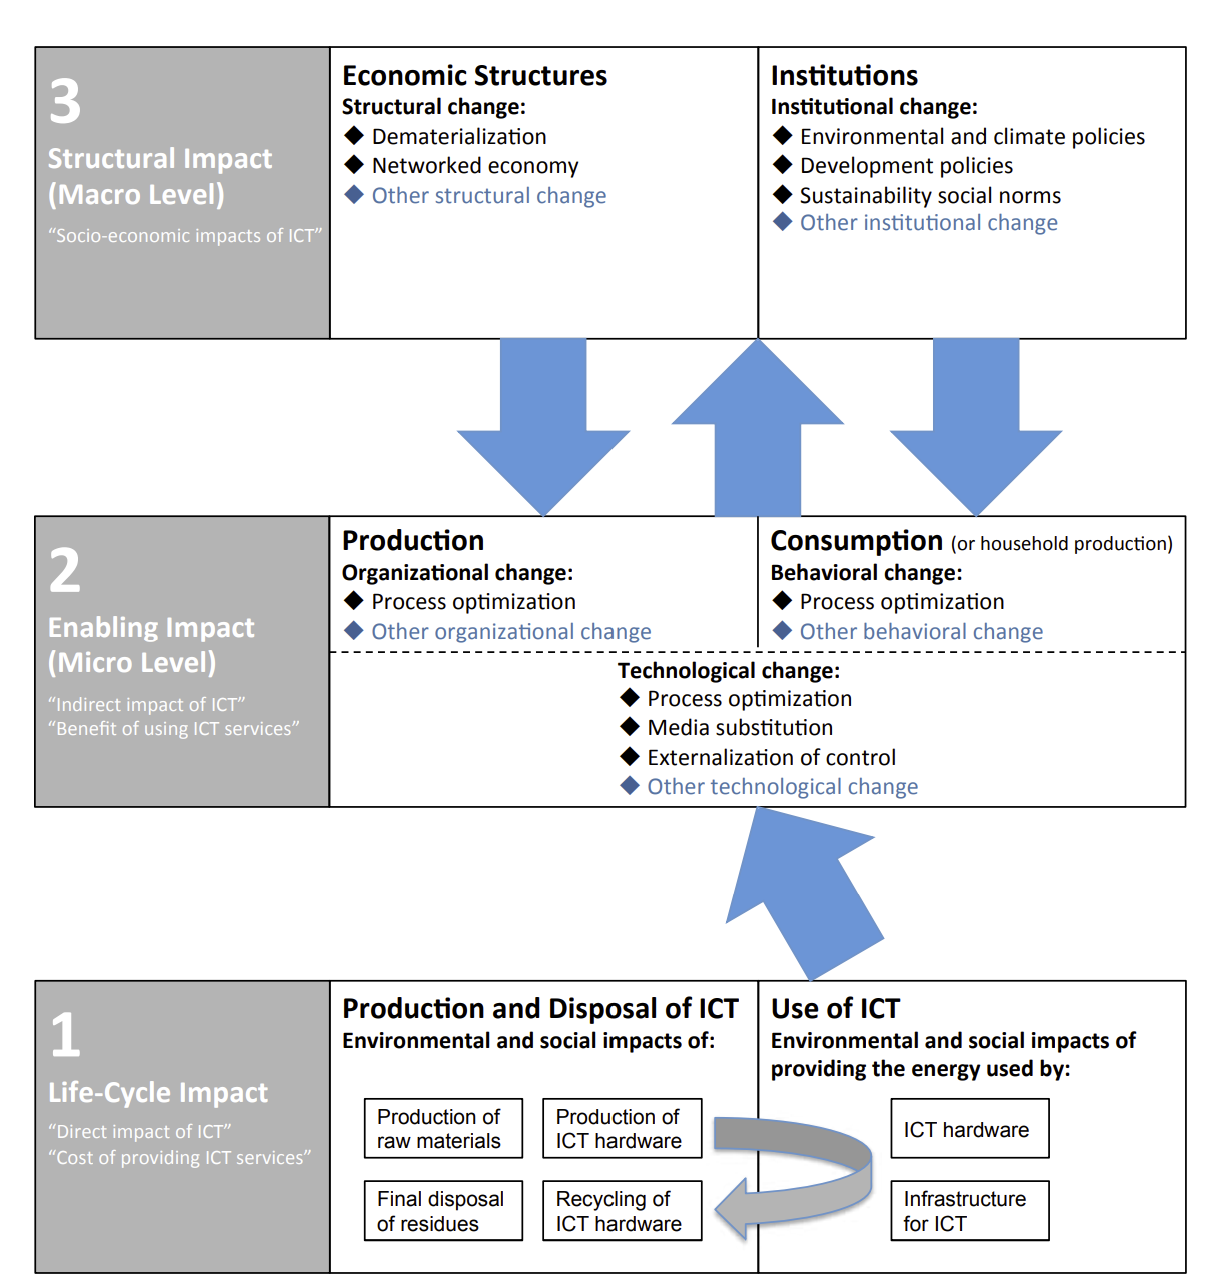 3
Structural Impact
(Macro Level)
“Socio-economic impacts of ICT”
Economic Structures
Structural change:
Dematerialization
Networked economy
Other structural change
Institutions
Institutional change:
Environmental and climate policies
Development policies
Sustainability social norms
Other institutional change
2
Enabling Impact
(Micro Level)
“Indirect impact of ICT”
“Benefit of using ICT services”
Production
Organizational change:
Process optimization
Other organizational change
Consumption (or household production)
Behavioral change:
Process optimization
Other behavioral change
Technological change:
Process optimization
Media substitution
Externalization of control
Other technological change
1
Life-Cycle Impact
“Direct impact of ICT”
“Cost of providing ICT services”
Production and Disposal of ICT
Environmental and social impacts of:
Production of
raw materials
Production of
ICT hardware
Final disposal
of residues
Recycling of
ICT hardware
Use of ICT
Environmental and social impacts of
providing the energy used by:
ICT hardware
Infrastructure
for ICT